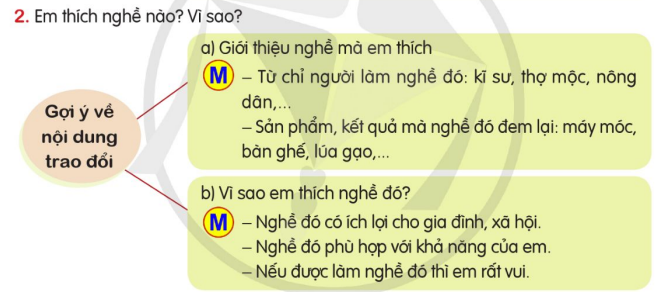 2. Em thích nghề nào? Vì sao?
a) Giới thiệu nghề mà em thích
M – Từ chỉ người làm nghề đó: kĩ sư, thợ mộc, nông
dân,...
– Sản phẩm, kết quả mà nghề đó đem lại: máy móc,
bàn ghế, lúa gạo,...
Gợi ý về
nội dung
trao đổi
b) Vì sao em thích nghề đó?
M – Nghề đó có ích lợi cho gia đình, xã hội.
– Nghề đó phù hợp với khả năng của em.
– Nếu được làm nghề đó thì em rất vui.